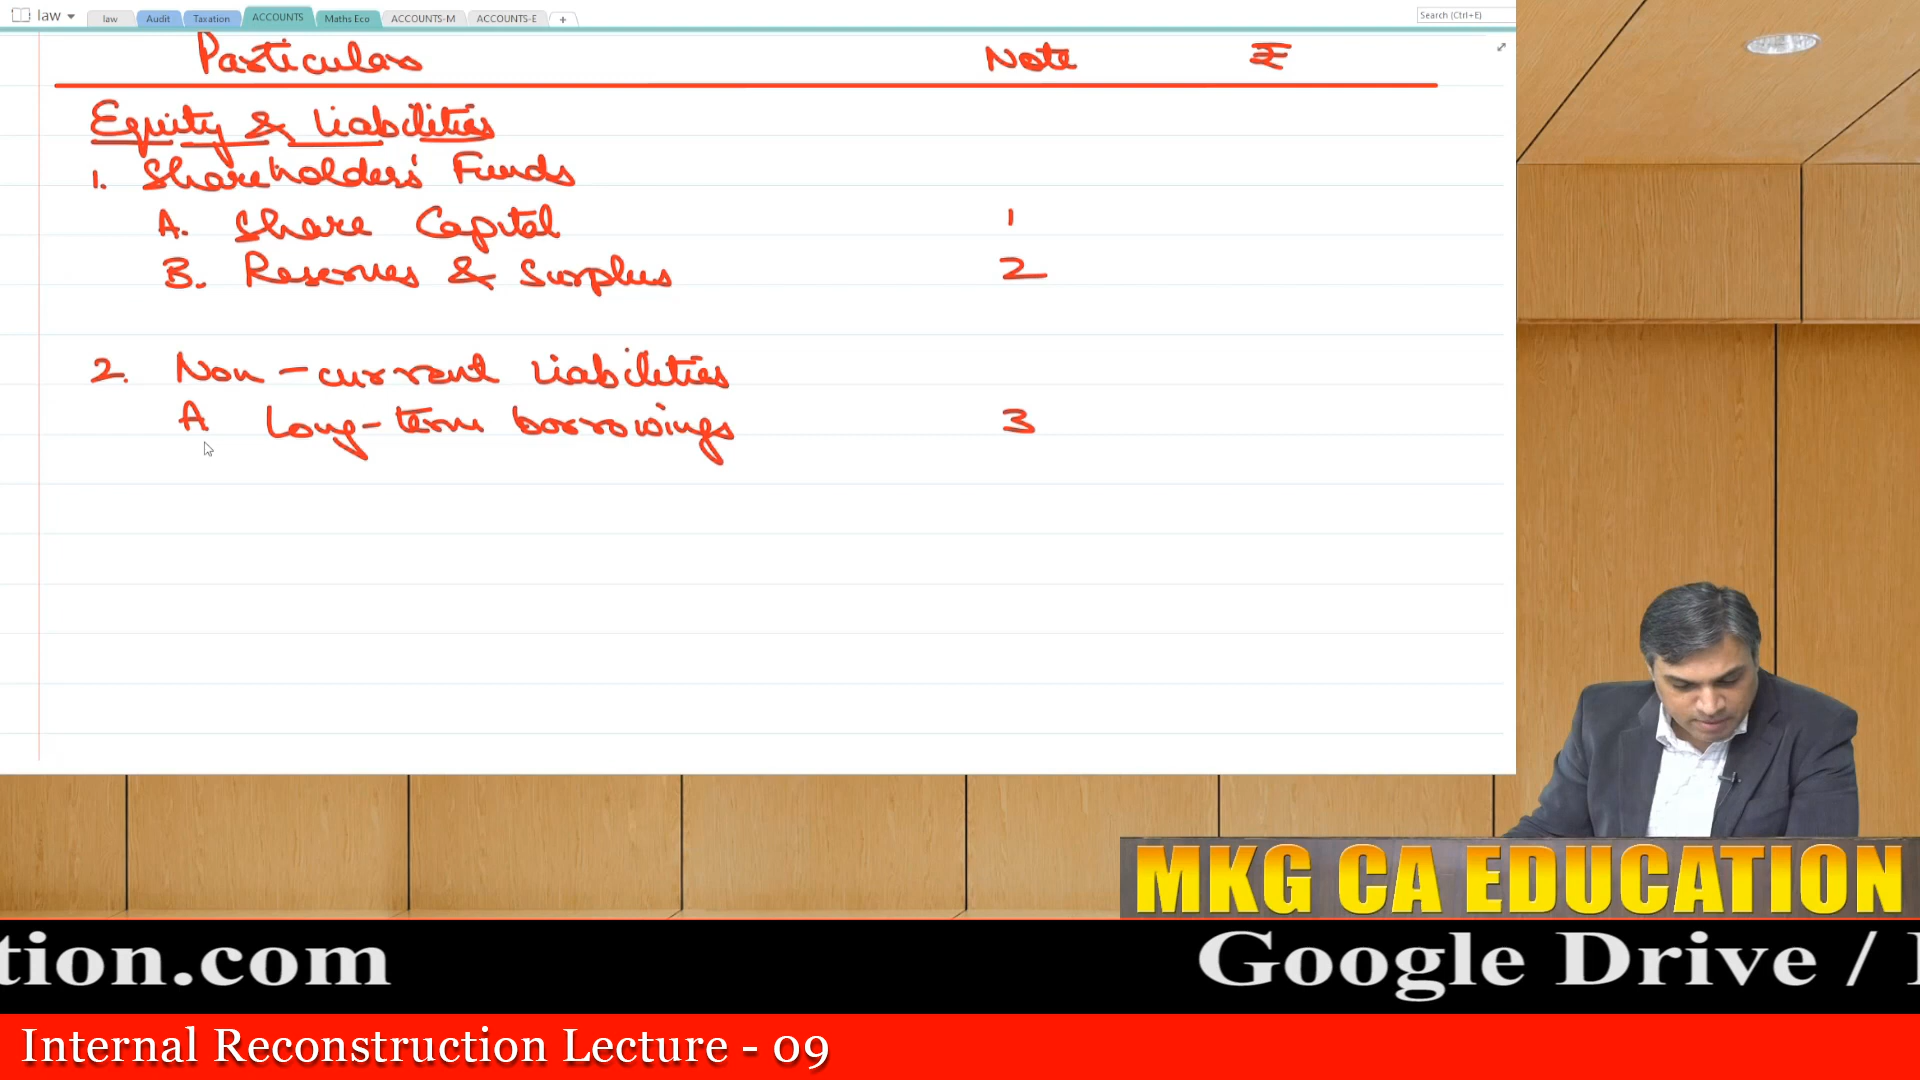 law
law Audit Taxation ACCOUNTS Maths Eco ACCOUNTS-M ACCOUNTS-E +
Search (Ctrl+E)
Particulars Note ₹
Equity & Liabilities
1. Shareholders' Funds
A. Share Capital 1
B. Reserves & Surplus 2
2. Non-current liabilities
A Long-term borrowings 3
MKG CA EDUCATION
tion.com Google Drive /
Internal Reconstruction Lecture - 09